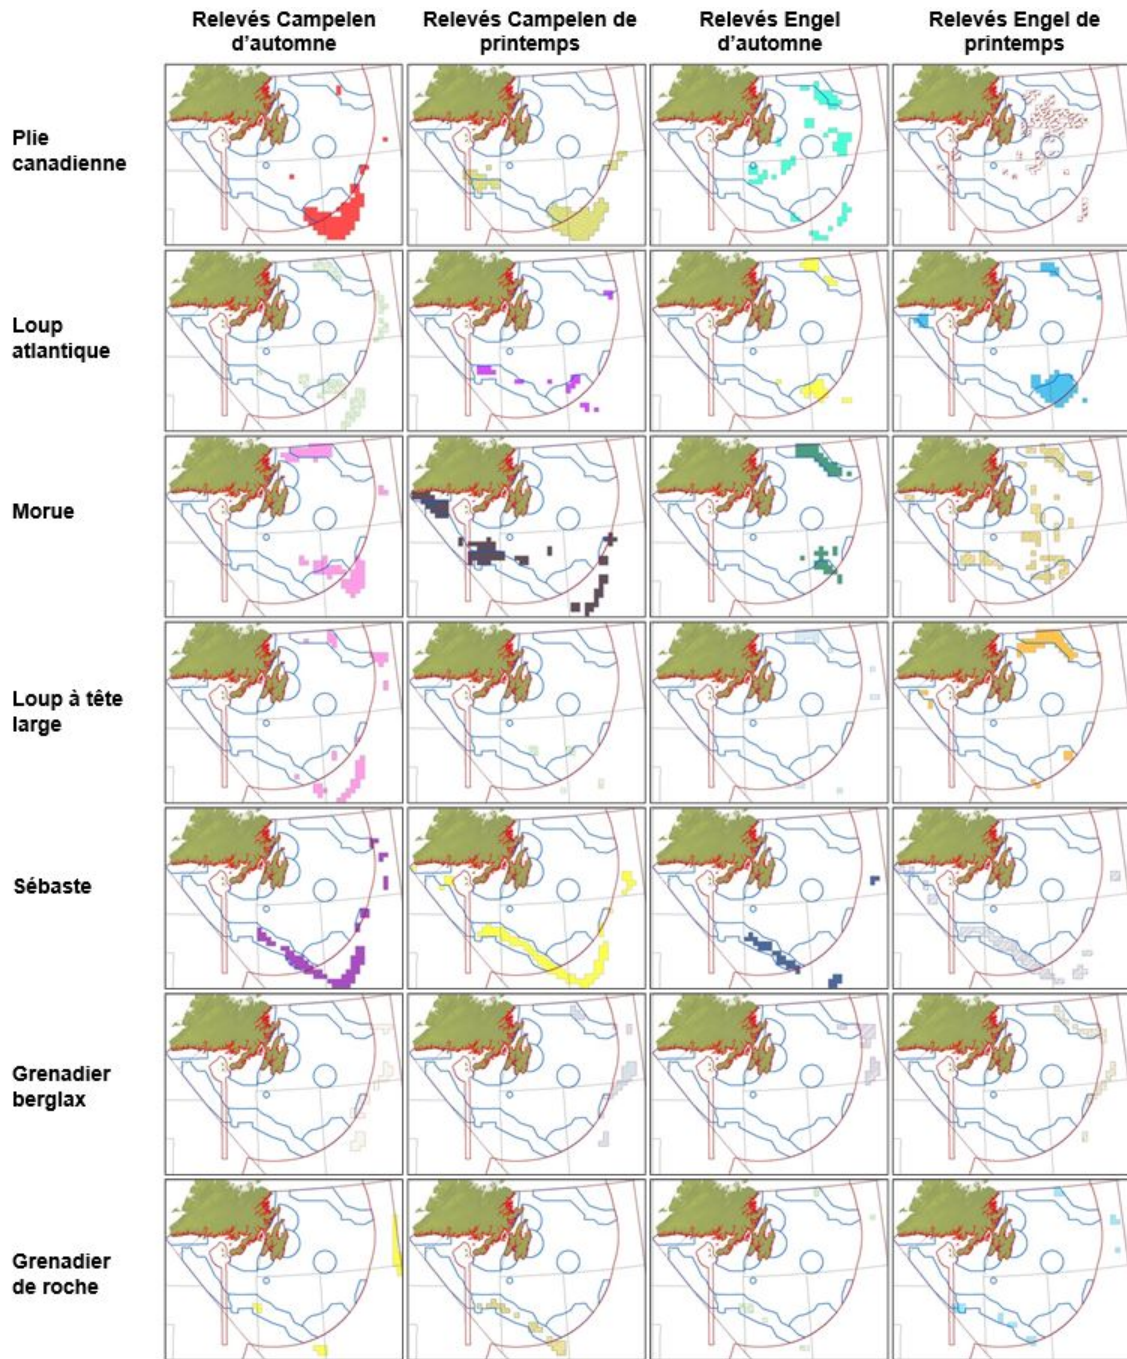 Relevés Campelen
d’automne
Relevés Campelen de
printemps
Relevés Engel
d’automne
Relevés Engel de
printemps
Plie
canadienne
Loup
atlantique
Morue
Loup à tête
large
Sébaste
Grenadier
berglax
Grenadier
de roche